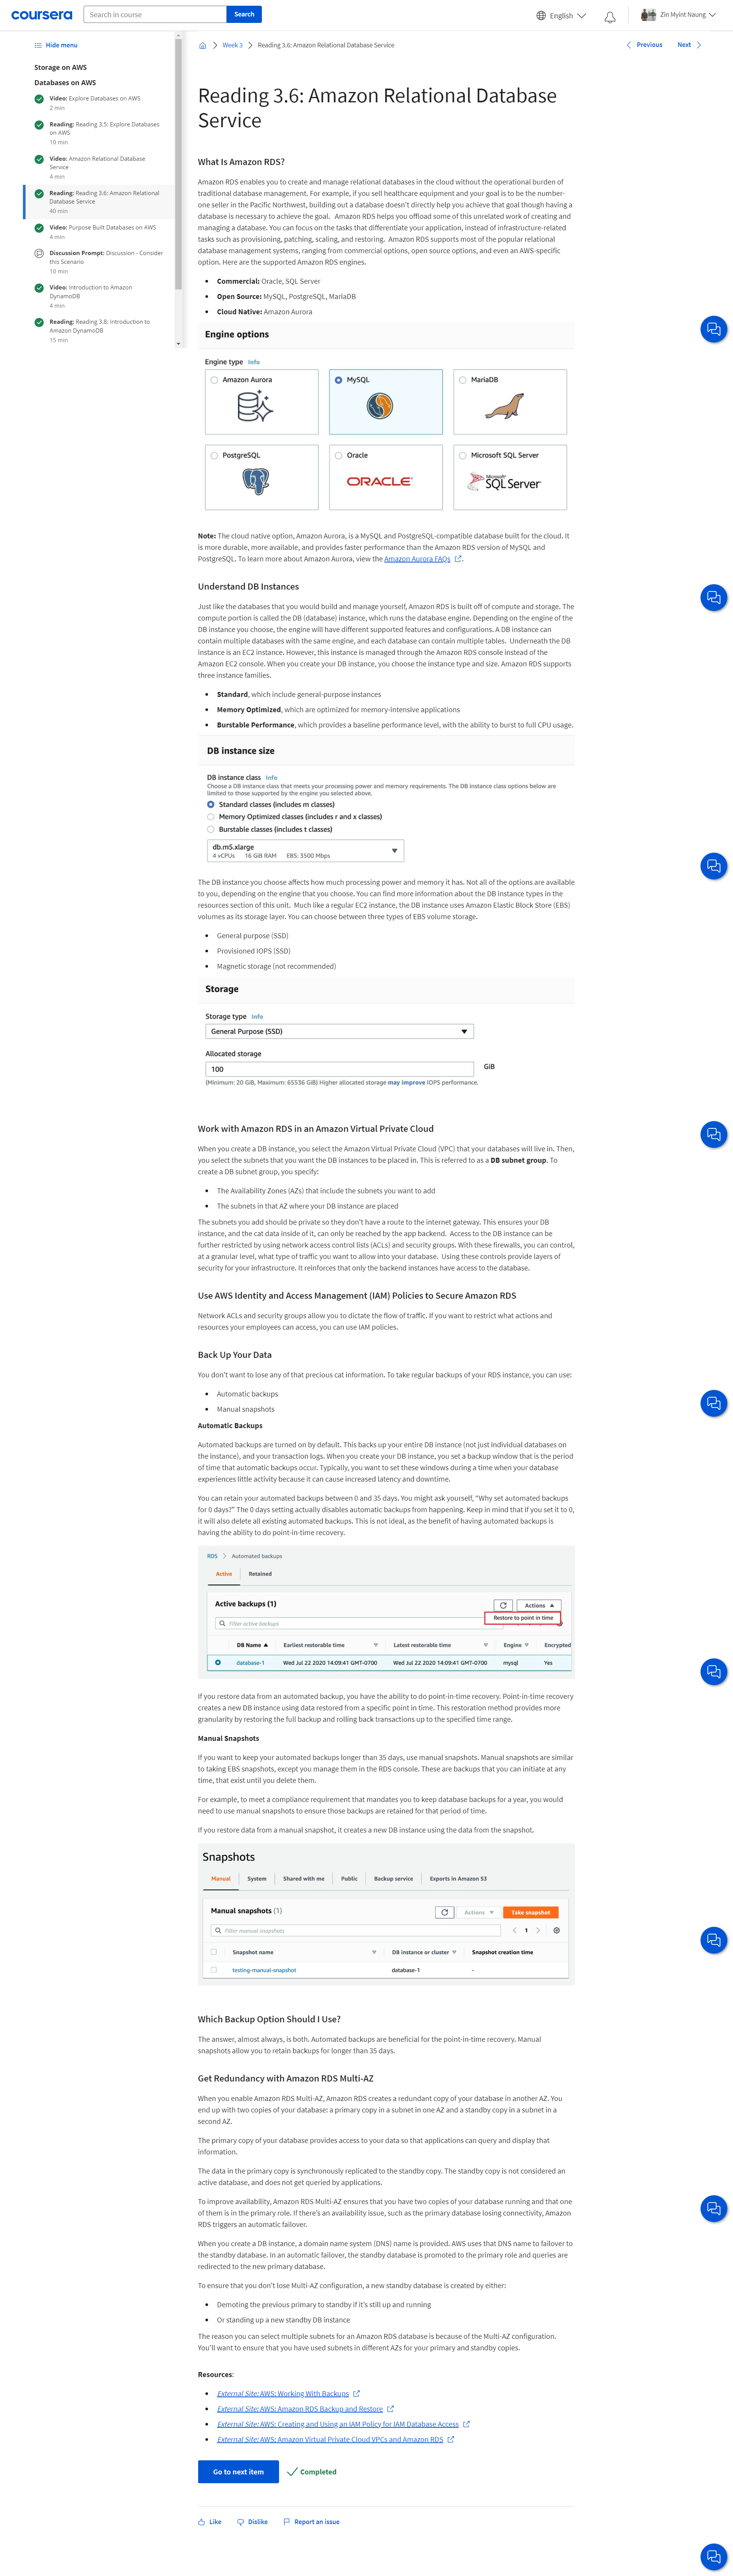 coursera
Search in course
Search
English
Zin Myint Naung
Hide menu
Storage on AWS
Databases on AWS
Video: Explore Databases on AWS
2 min
Reading: Reading 3.5: Explore Databases
on AWS
10 min
Video: Amazon Relational Database
Service
4 min
Reading: Reading 3.6: Amazon Relational
Database Service
40 min
Video: Purpose Built Databases on AWS
4 min
Discussion Prompt: Discussion - Consider
this Scenario
10 min
Video: Introduction to Amazon
DynamoDB
4 min
Reading: Reading 3.8: Introduction to
Amazon DynamoDB
15 min
Week 3
Reading 3.6: Amazon Relational Database Service
Previous
Next
Reading 3.6: Amazon Relational Database
Service
What Is Amazon RDS?
Amazon RDS enables you to create and manage relational databases in the cloud without the operational burden of
traditional database management. For example, if you sell healthcare equipment and your goal is to be the number-
one seller in the Pacific Northwest, building out a database doesn't directly help you achieve that goal though having a
database is necessary to achieve the goal.   Amazon RDS helps you offload some of this unrelated work of creating and
managing a database. You can focus on the tasks that differentiate your application, instead of infrastructure-related
tasks such as provisioning, patching, scaling, and restoring.  Amazon RDS supports most of the popular relational
database management systems, ranging from commercial options, open source options, and even an AWS-specific
option. Here are the supported Amazon RDS engines.
Commercial: Oracle, SQL Server
Open Source: MySQL, PostgreSQL, MariaDB
Cloud Native: Amazon Aurora
Engine options
Engine type Info
Amazon Aurora
MySQL
MariaDB
PostgreSQL
Oracle
Microsoft SQL Server
ORACLE
Microsoft
SQL Server
Note: The cloud native option, Amazon Aurora, is a MySQL and PostgreSQL-compatible database built for the cloud. It
is more durable, more available, and provides faster performance than the Amazon RDS version of MySQL and
PostgreSQL. To learn more about Amazon Aurora, view the Amazon Aurora FAQs .
Understand DB Instances
Just like the databases that you would build and manage yourself, Amazon RDS is built off of compute and storage. The
compute portion is called the DB (database) instance, which runs the database engine. Depending on the engine of the
DB instance you choose, the engine will have different supported features and configurations. A DB instance can
contain multiple databases with the same engine, and each database can contain multiple tables.  Underneath the DB
instance is an EC2 instance. However, this instance is managed through the Amazon RDS console instead of the
Amazon EC2 console. When you create your DB instance, you choose the instance type and size. Amazon RDS supports
three instance families.
Standard, which include general-purpose instances
Memory Optimized, which are optimized for memory-intensive applications
Burstable Performance, which provides a baseline performance level, with the ability to burst to full CPU usage.
DB instance size
DB instance class Info
Choose a DB instance class that meets your processing power and memory requirements. The DB instance class options below are
limited to those supported by the engine you selected above.
Standard classes (includes m classes)
Memory Optimized classes (includes r and x classes)
Burstable classes (includes t classes)
db.m5.xlarge
4 vCPUs 16 GiB RAM EBS: 3500 Mbps
The DB instance you choose affects how much processing power and memory it has. Not all of the options are available
to you, depending on the engine that you choose. You can find more information about the DB instance types in the
resources section of this unit.  Much like a regular EC2 instance, the DB instance uses Amazon Elastic Block Store (EBS)
volumes as its storage layer. You can choose between three types of EBS volume storage.
General purpose (SSD)
Provisioned IOPS (SSD)
Magnetic storage (not recommended)
Storage
Storage type Info
General Purpose (SSD)
Allocated storage
100
GiB
(Minimum: 20 GiB, Maximum: 65536 GiB) Higher allocated storage may improve IOPS performance.
Work with Amazon RDS in an Amazon Virtual Private Cloud
When you create a DB instance, you select the Amazon Virtual Private Cloud (VPC) that your databases will live in. Then,
you select the subnets that you want the DB instances to be placed in. This is referred to as a DB subnet group. To
create a DB subnet group, you specify:
The Availability Zones (AZs) that include the subnets you want to add
The subnets in that AZ where your DB instance are placed
The subnets you add should be private so they don't have a route to the internet gateway. This ensures your DB
instance, and the cat data inside of it, can only be reached by the app backend.  Access to the DB instance can be
further restricted by using network access control lists (ACLs) and security groups. With these firewalls, you can control,
at a granular level, what type of traffic you want to allow into your database.  Using these controls provide layers of
security for your infrastructure. It reinforces that only the backend instances have access to the database.
Use AWS Identity and Access Management (IAM) Policies to Secure Amazon RDS
Network ACLs and security groups allow you to dictate the flow of traffic. If you want to restrict what actions and
resources your employees can access, you can use IAM policies.
Back Up Your Data
You don't want to lose any of that precious cat information. To take regular backups of your RDS instance, you can use:
Automatic backups
Manual snapshots
Automatic Backups
Automated backups are turned on by default. This backs up your entire DB instance (not just individual databases on
the instance), and your transaction logs. When you create your DB instance, you set a backup window that is the period
of time that automatic backups occur. Typically, you want to set these windows during a time when your database
experiences little activity because it can cause increased latency and downtime.
You can retain your automated backups between 0 and 35 days. You might ask yourself, "Why set automated backups
for 0 days?" The 0 days setting actually disables automatic backups from happening. Keep in mind that if you set it to 0,
it will also delete all existing automated backups. This is not ideal, as the benefit of having automated backups is
having the ability to do point-in-time recovery.
RDS Automated backups
Active Retained
Active backups (1)
Actions
Filter active backups
Restore to point in time
DB Name Earliest restorable time Latest restorable time Engine Encrypted
database-1 Wed Jul 22 2020 14:09:41 GMT-0700 Wed Jul 22 2020 14:09:41 GMT-0700 mysql Yes
If you restore data from an automated backup, you have the ability to do point-in-time recovery. Point-in-time recovery
creates a new DB instance using data restored from a specific point in time. This restoration method provides more
granularity by restoring the full backup and rolling back transactions up to the specified time range.
Manual Snapshots
If you want to keep your automated backups longer than 35 days, use manual snapshots. Manual snapshots are similar
to taking EBS snapshots, except you manage them in the RDS console. These are backups that you can initiate at any
time, that exist until you delete them.
For example, to meet a compliance requirement that mandates you to keep database backups for a year, you would
need to use manual snapshots to ensure those backups are retained for that period of time.
If you restore data from a manual snapshot, it creates a new DB instance using the data from the snapshot.
Snapshots
Manual System Shared with me Public Backup service Exports in Amazon S3
Manual snapshots (1)
Actions
Take snapshot
Filter manual snapshots
1
Snapshot name DB instance or cluster Snapshot creation time
testing-manual-snapshot database-1 -
Which Backup Option Should I Use?
The answer, almost always, is both. Automated backups are beneficial for the point-in-time recovery. Manual
snapshots allow you to retain backups for longer than 35 days.
Get Redundancy with Amazon RDS Multi-AZ
When you enable Amazon RDS Multi-AZ, Amazon RDS creates a redundant copy of your database in another AZ. You
end up with two copies of your database: a primary copy in a subnet in one AZ and a standby copy in a subnet in a
second AZ.
The primary copy of your database provides access to your data so that applications can query and display that
information.
The data in the primary copy is synchronously replicated to the standby copy. The standby copy is not considered an
active database, and does not get queried by applications.
To improve availability, Amazon RDS Multi-AZ ensures that you have two copies of your database running and that one
of them is in the primary role. If there's an availability issue, such as the primary database losing connectivity, Amazon
RDS triggers an automatic failover.
When you create a DB instance, a domain name system (DNS) name is provided. AWS uses that DNS name to failover to
the standby database. In an automatic failover, the standby database is promoted to the primary role and queries are
redirected to the new primary database.
To ensure that you don't lose Multi-AZ configuration, a new standby database is created by either:
Demoting the previous primary to standby if it's still up and running
Or standing up a new standby DB instance
The reason you can select multiple subnets for an Amazon RDS database is because of the Multi-AZ configuration.
You'll want to ensure that you have used subnets in different AZs for your primary and standby copies.
Resources:
External Site: AWS: Working With Backups
External Site: AWS: Amazon RDS Backup and Restore
External Site: AWS: Creating and Using an IAM Policy for IAM Database Access
External Site: AWS: Amazon Virtual Private Cloud VPCs and Amazon RDS
Go to next item
Completed
Like
Dislike
Report an issue